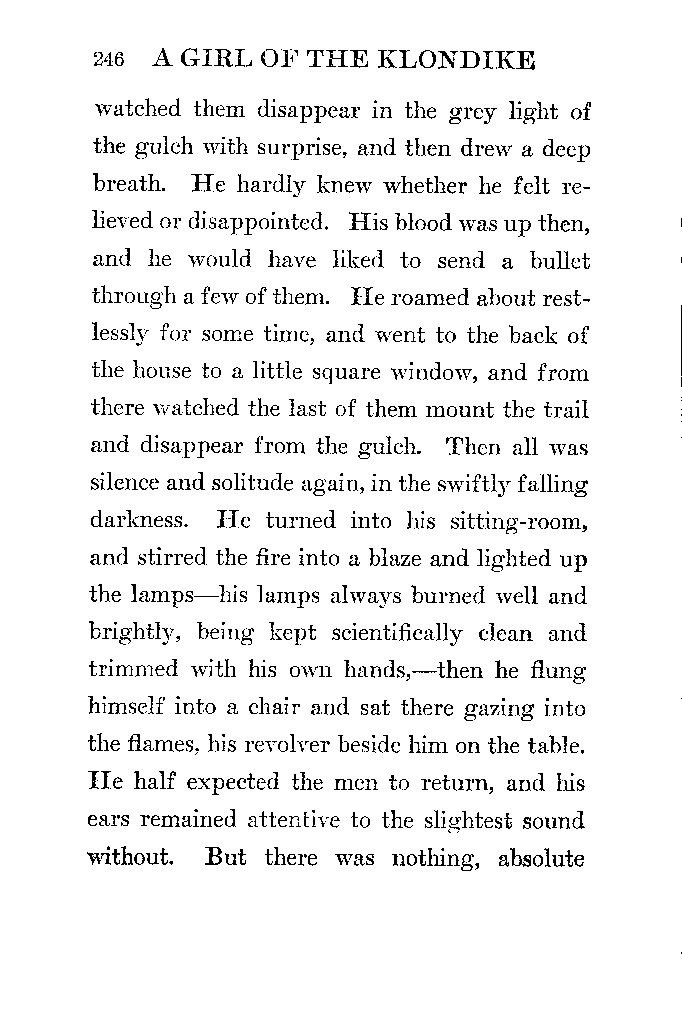 246 A GIRL OF THE KLONDIKE
watched them disappear in the grey light of
the gulch with surprise, and then drew a deep
breath. He hardly knew whether he felt re-
lieved or disappointed. His blood was up then,
and he would have liked to send a bullet
through a few of them. He roamed about rest-
lessly for some time, and went to the back of
the house to a little square window, and from
there watched the last of them mount the trail
and disappear from the gulch. Then all was
silence and solitude again, in the swiftly falling
darkness. He turned into his sitting-room,
and stirred the fire into a blaze and lighted up
the lamps—his lamps always burned well and
brightly, being kept scientifically clean and
trimmed with his own hands,—then he flung
himself into a chair and sat there gazing into
the flames, his revolver beside him on the table.
He half expected the men to return, and his
ears remained attentive to the slightest sound
without. But there was nothing, absolute